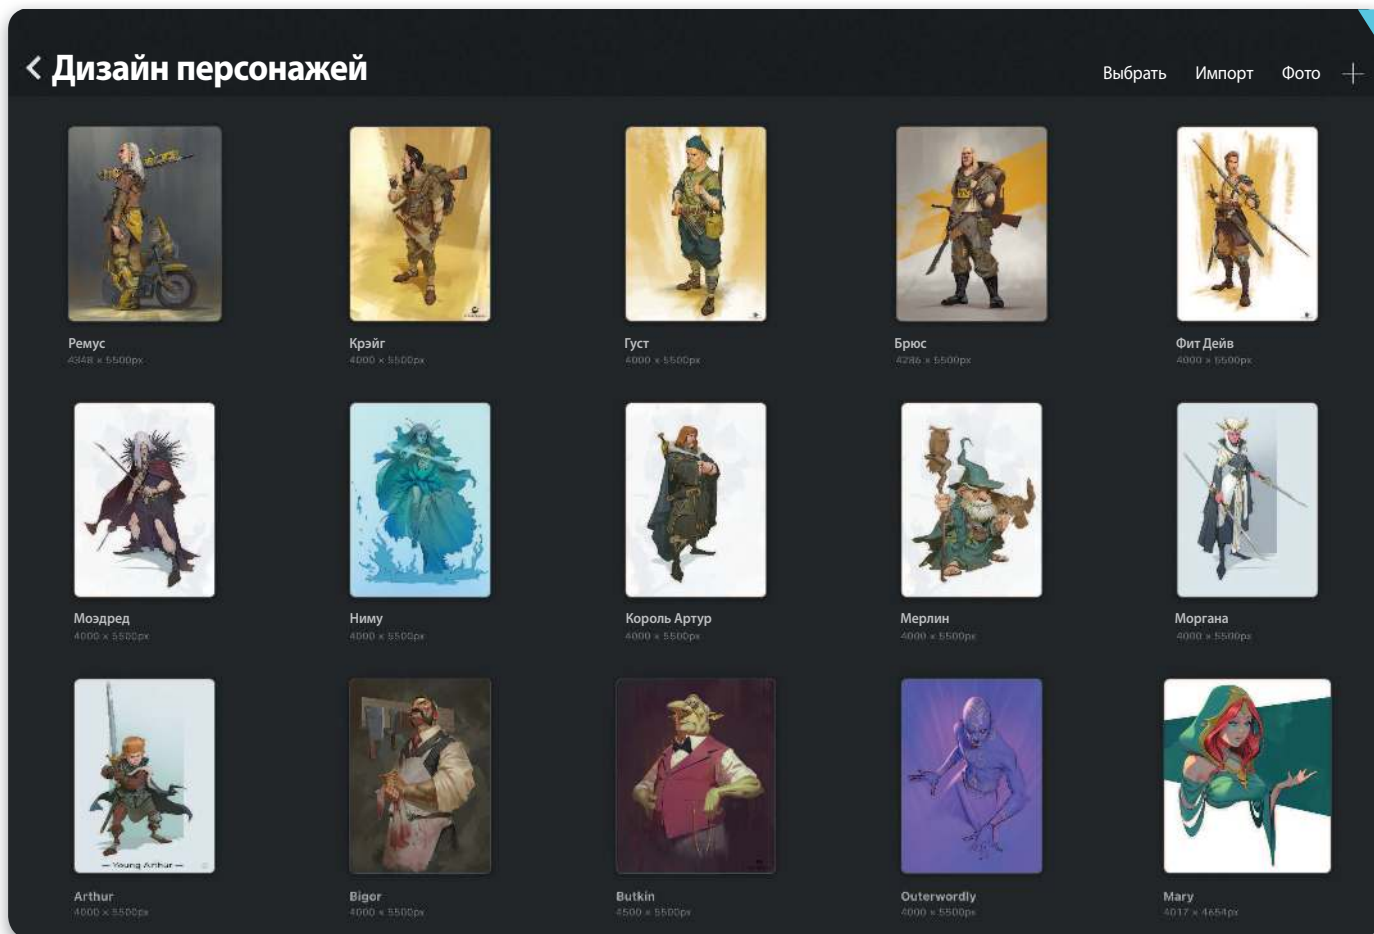 Дизайн персонажей
Выбрать Импорт Фото
Ремус Крэйг Густ Брюс Фит Дейв
4348 × 5500px 4000 × 5500px 4000 × 5500px 4286 × 5500px 4000 × 5500px
Моэдред Ниму Король Артур Мерлин Моргана
4000 × 5500px 4000 × 5500px 4000 × 5500px 4000 × 5500px 4000 × 5500px
— Young Arthur —
Arthur Bigor Butkin Outerwordly Mary
4000 × 5500px 4000 × 5500px 4500 × 5500px 4000 × 5500px 4017 × 4654px